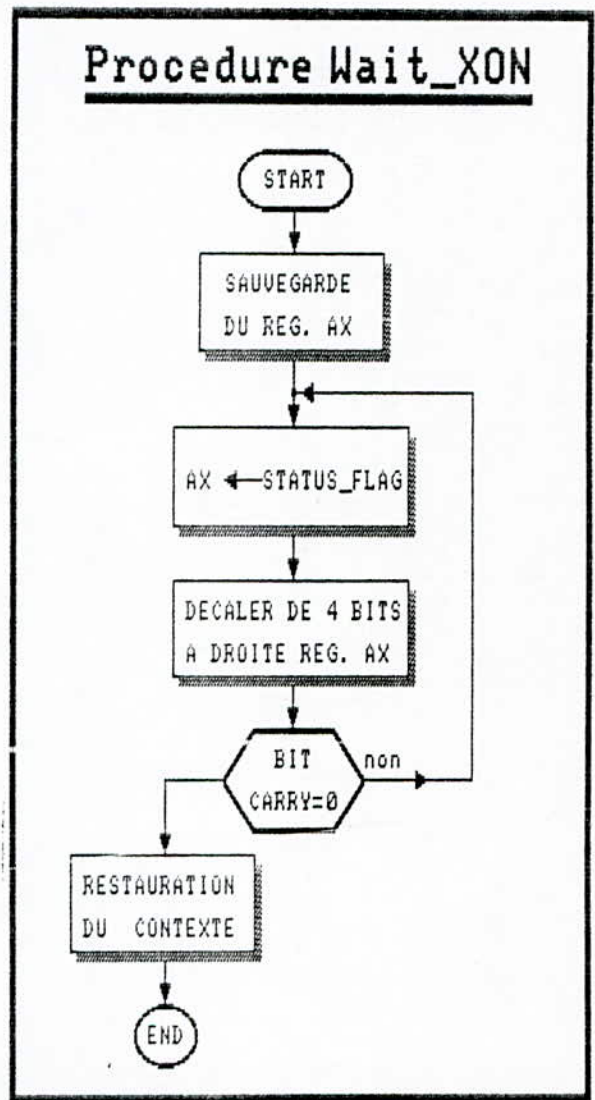 Procedure Wait_XON
START
SAUVEGARDE
DU REG. AX
AX ◄—STATUS_FLAG
DECALER DE 4 BITS
A DROITE REG. AX
BIT
CARRY=0
non
RESTAURATION
DU CONTEXTE
END